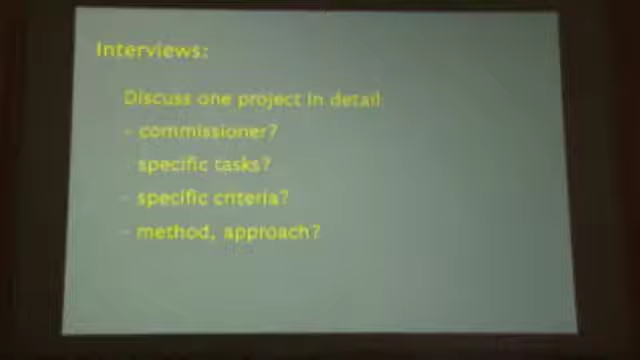 Interviews:
Discuss one project in detail
- commissioner?
specific tasks?
- specific criteria?
- method, approach?